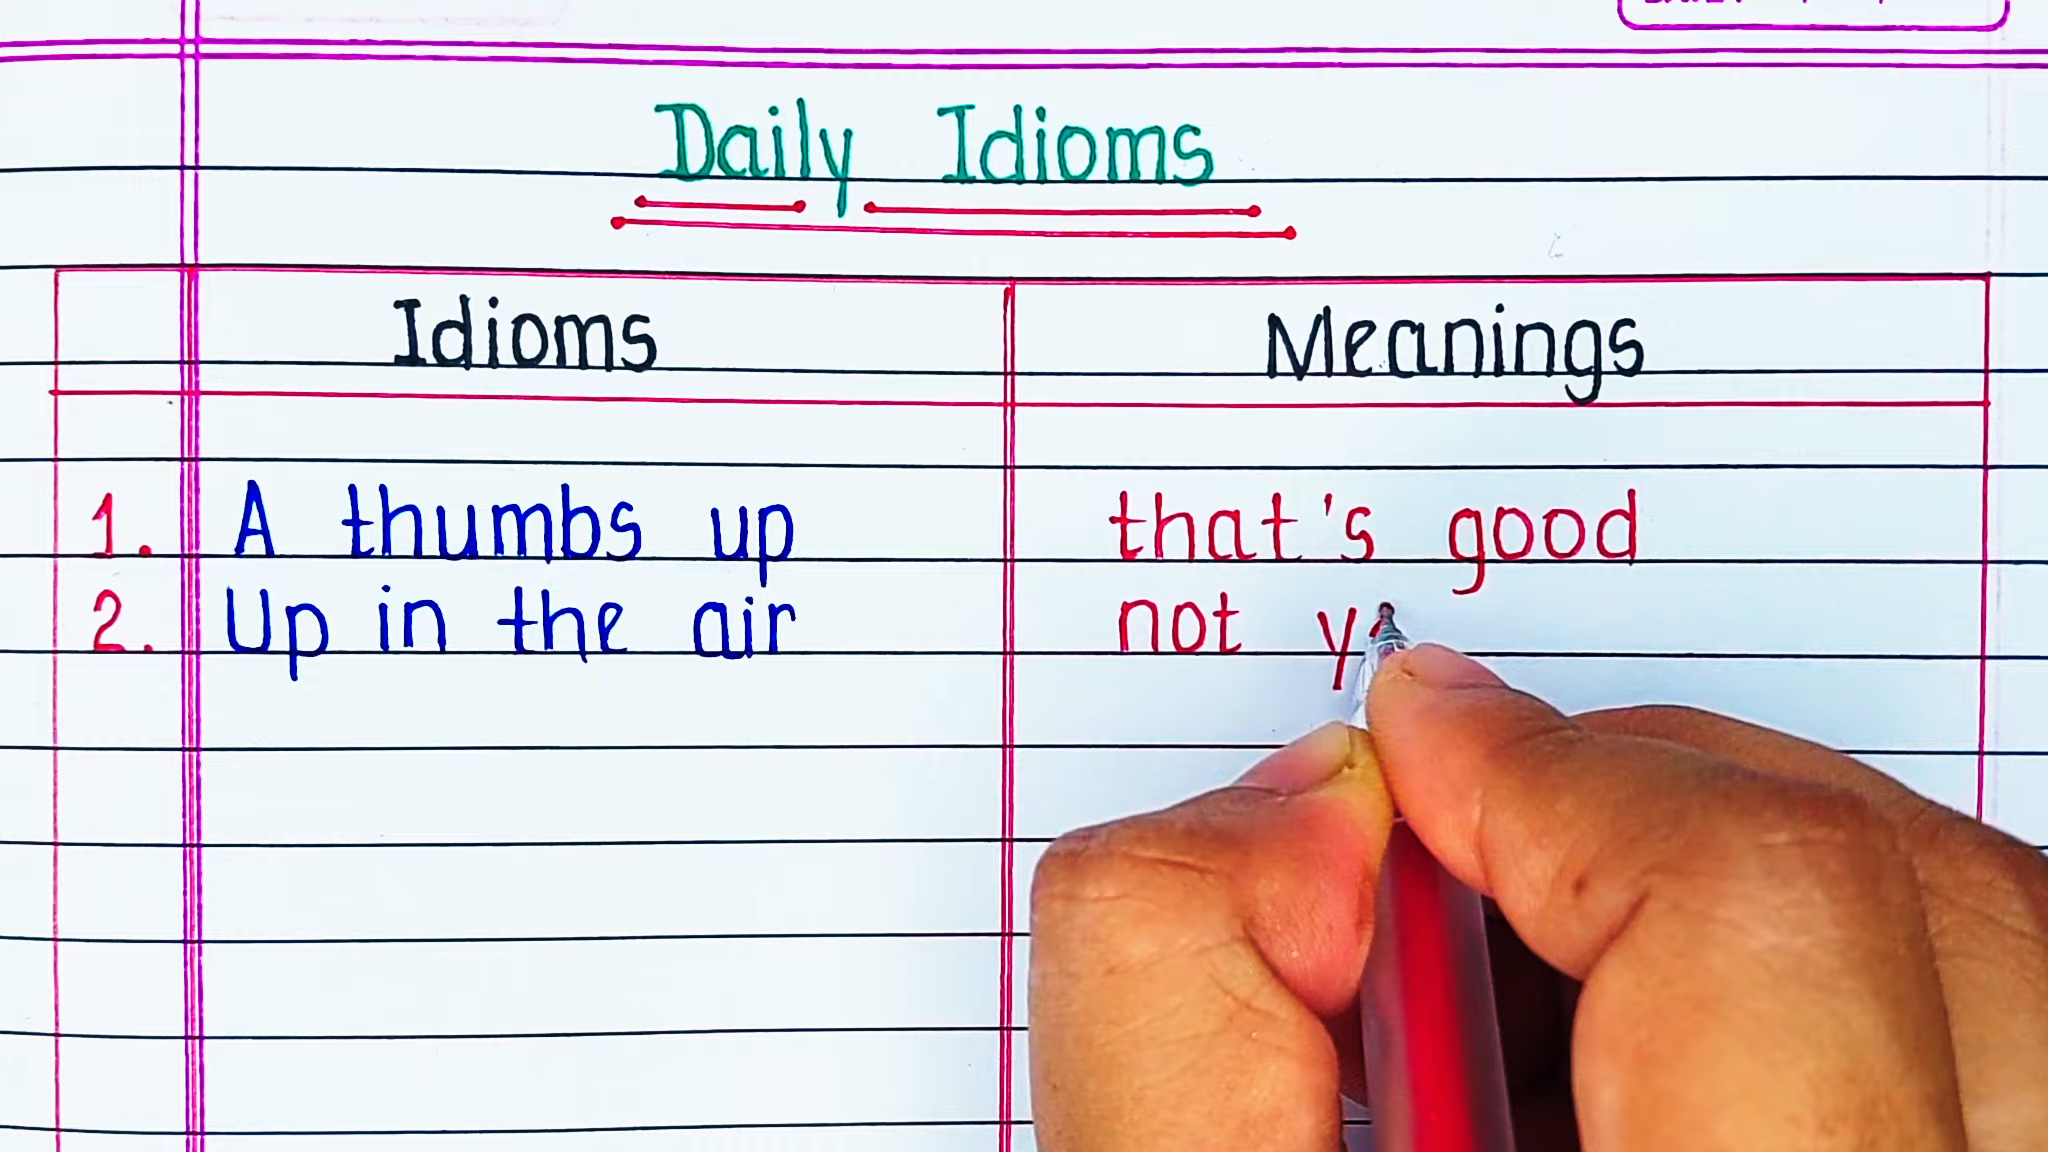 Daily Idioms
Idioms Meanings
1. A thumbs up that's good
2. Up in the air not